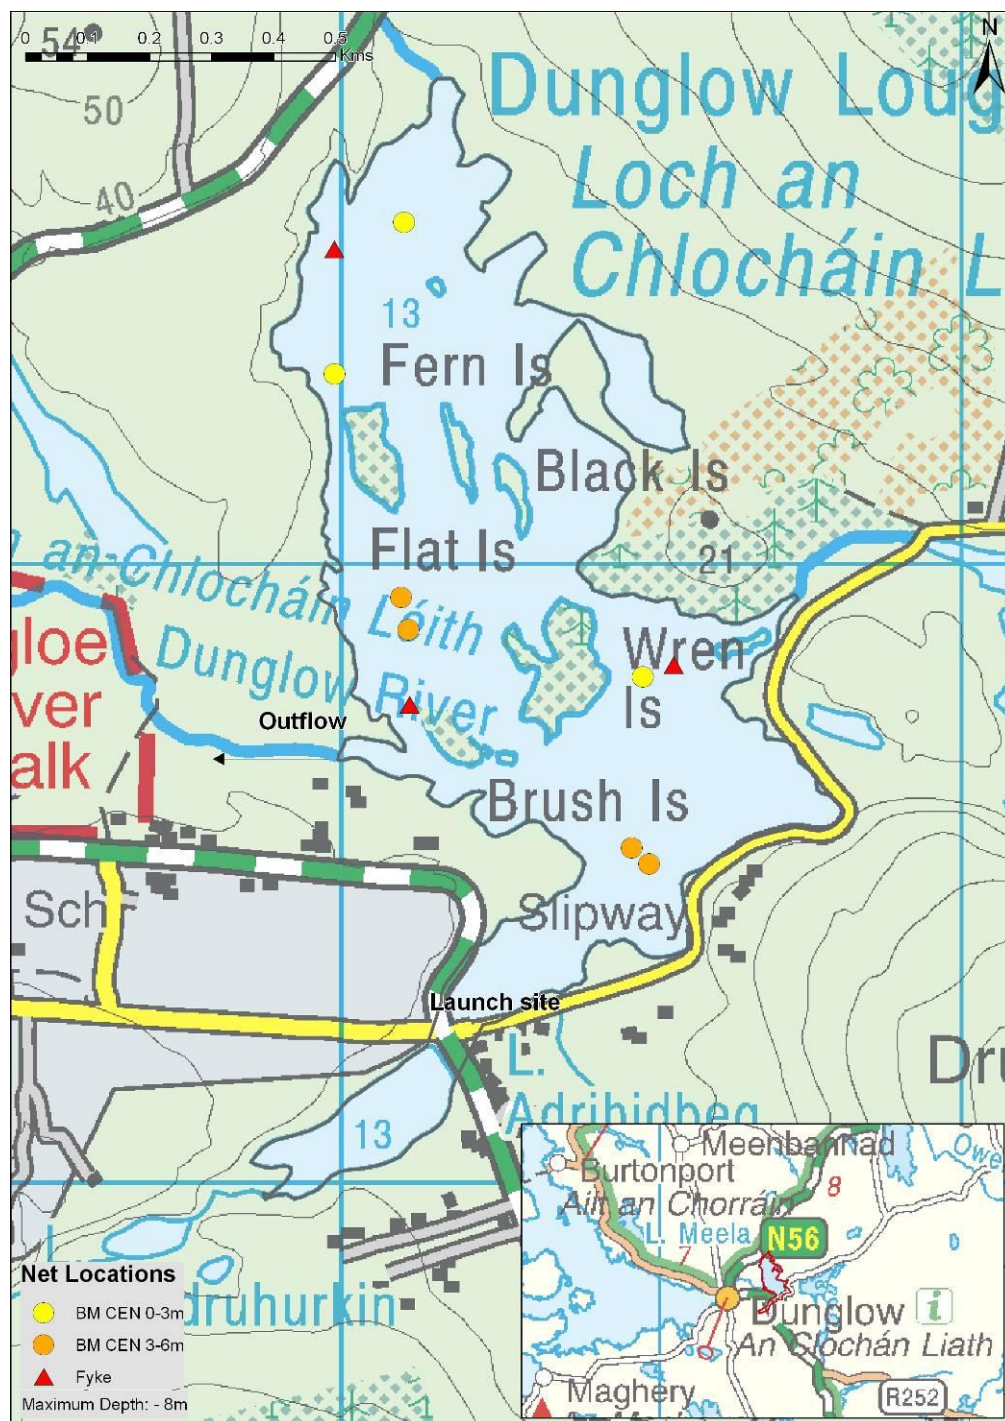 0 0.1 0.2 0.3 0.5
Kms
N
54
50
40
Dunglow Loug
Loch an
Chlocháin L
13
Fern Is
Black Is
21
Flat Is
an Chlocháin Léith
Dunglow River
gloe
ver
alk
Outflow
Wren
Is
Brush Is
Slipway
Sch
Launch site
L.
Adribidbeg
Dru
13
L
druhurkin
Net Locations
BM CEN 0-3m
BM CEN 3-6m
Fyke
Maximum Depth: - 8m
Meenbannad
Owe
Burtonport
Ailt an Chorráin
8
L. Meela
7
N56
Dunglow
i
An Clochán Liath
Maghery
R252